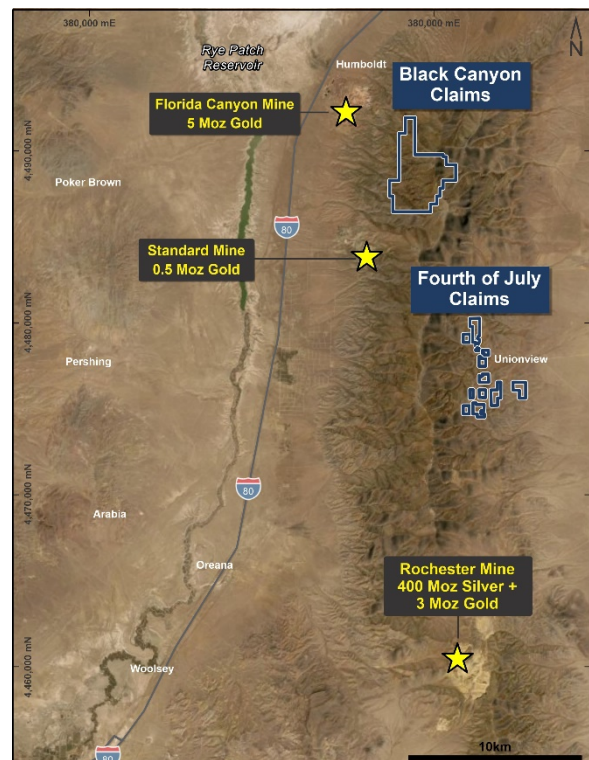 380,000 mE
380,000 mE
N
Rye Patch
Reservoir
Humboldt
Black Canyon
Claims
Florida Canyon Mine
5 Moz Gold
4,490,000 mN
Poker Brown
80
Standard Mine
0.5 Moz Gold
Fourth of July
Claims
4,480,000 mN
Pershing
Unionview
4,470,000 mN
80
Arabia
Oreana
Rochester Mine
400 Moz Silver +
3 Moz Gold
4,460,000 mN
Woolsey
80
10km